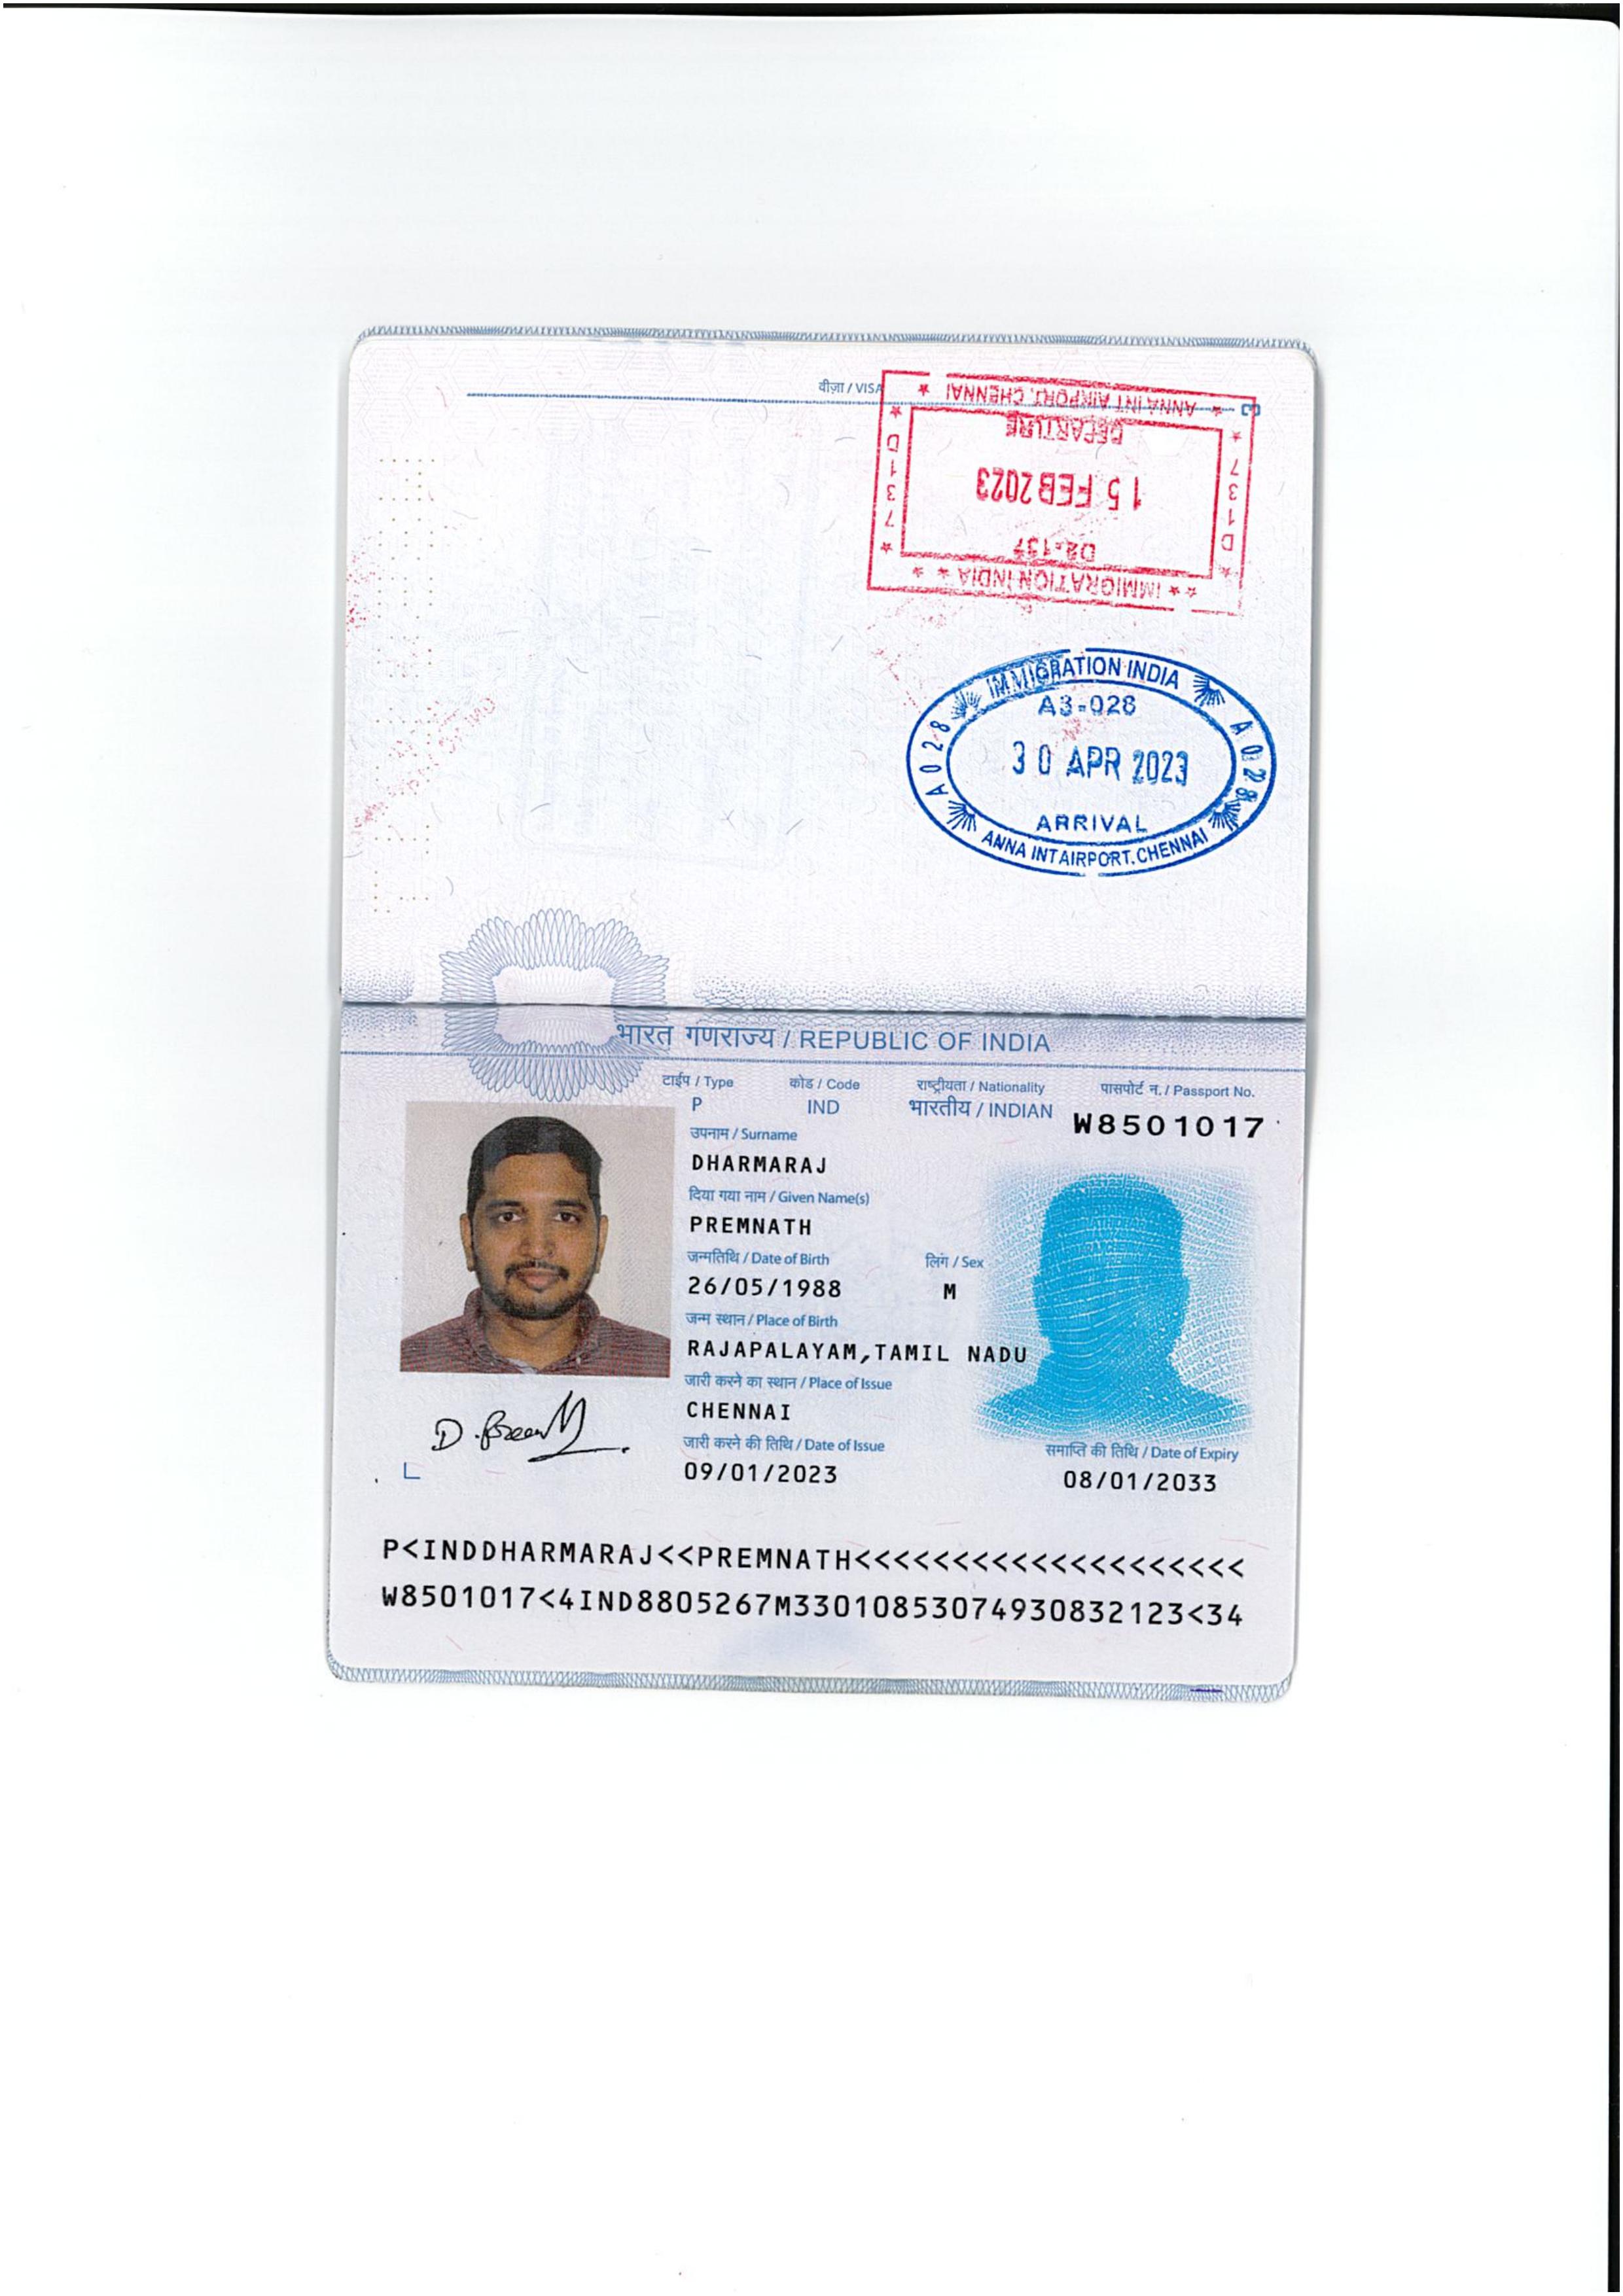 वीज़ा / VISA
3
★ IMMIGRATION INDIA ★ ★
D2-137
15 FEB 2023
DEPARTURE
★ D137 ★
★ D137 ★
ANNA INT AIRPORT, CHENNAI
IMMIGRATION INDIA
A3-028
A028
30 APR 2023
A028
ARRIVAL
ANNA INT AIRPORT. CHENNAI
भारत गणराज्य / REPUBLIC OF INDIA
टाईप / Type कोड / Code राष्ट्रीयता / Nationality पासपोर्ट न. / Passport No.
P IND भारतीय / INDIAN W8501017
उपनाम / Surname
DHARMARAJ
दिया गया नाम / Given Name(s)
PREMNATH
जन्मतिथि / Date of Birth लिंग / Sex
26/05/1988 M
जन्म स्थान / Place of Birth
RAJAPALAYAM,TAMIL NADU
जारी करने का स्थान / Place of Issue
CHENNAI
जारी करने की तिथि / Date of Issue समाप्ति की तिथि / Date of Expiry
09/01/2023 08/01/2033
P<INDDHARMARAJ<<PREMNATH<<<<<<<<<<<<<<<<<<<<
W8501017<4IND8805267M33010853074930832123<34